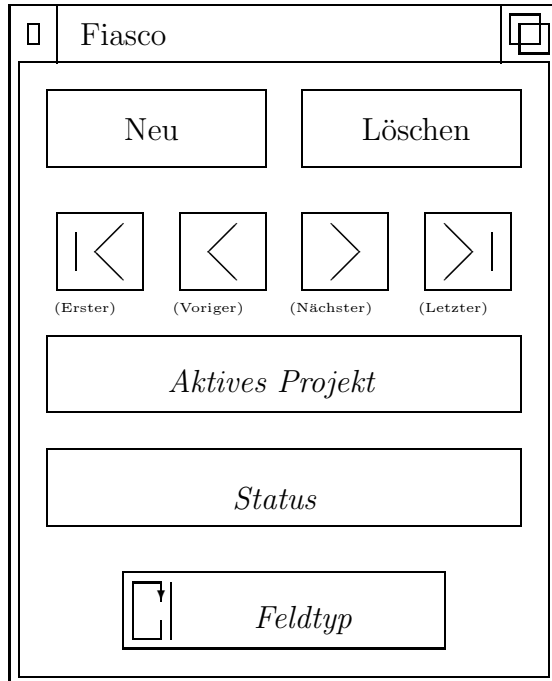 Fiasco
Neu Löschen
(Erster) (Voriger) (Nächster) (Letzter)
Aktives Projekt
Status
Feldtyp